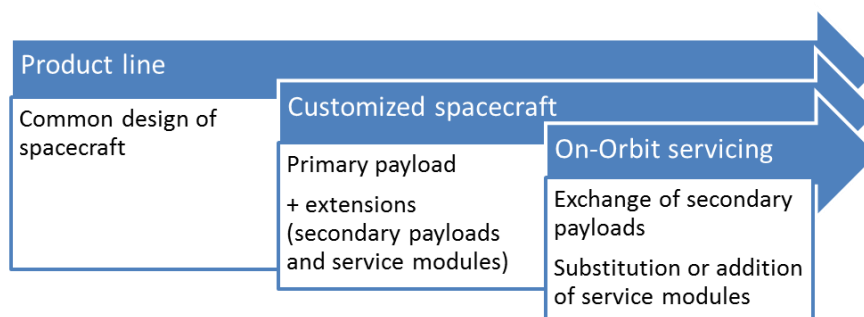 Product line
Common design of
spacecraft
Customized spacecraft
Primary payload
+ extensions
(secondary payloads
and service modules)
On-Orbit servicing
Exchange of secondary
payloads
Substitution or addition
of service modules